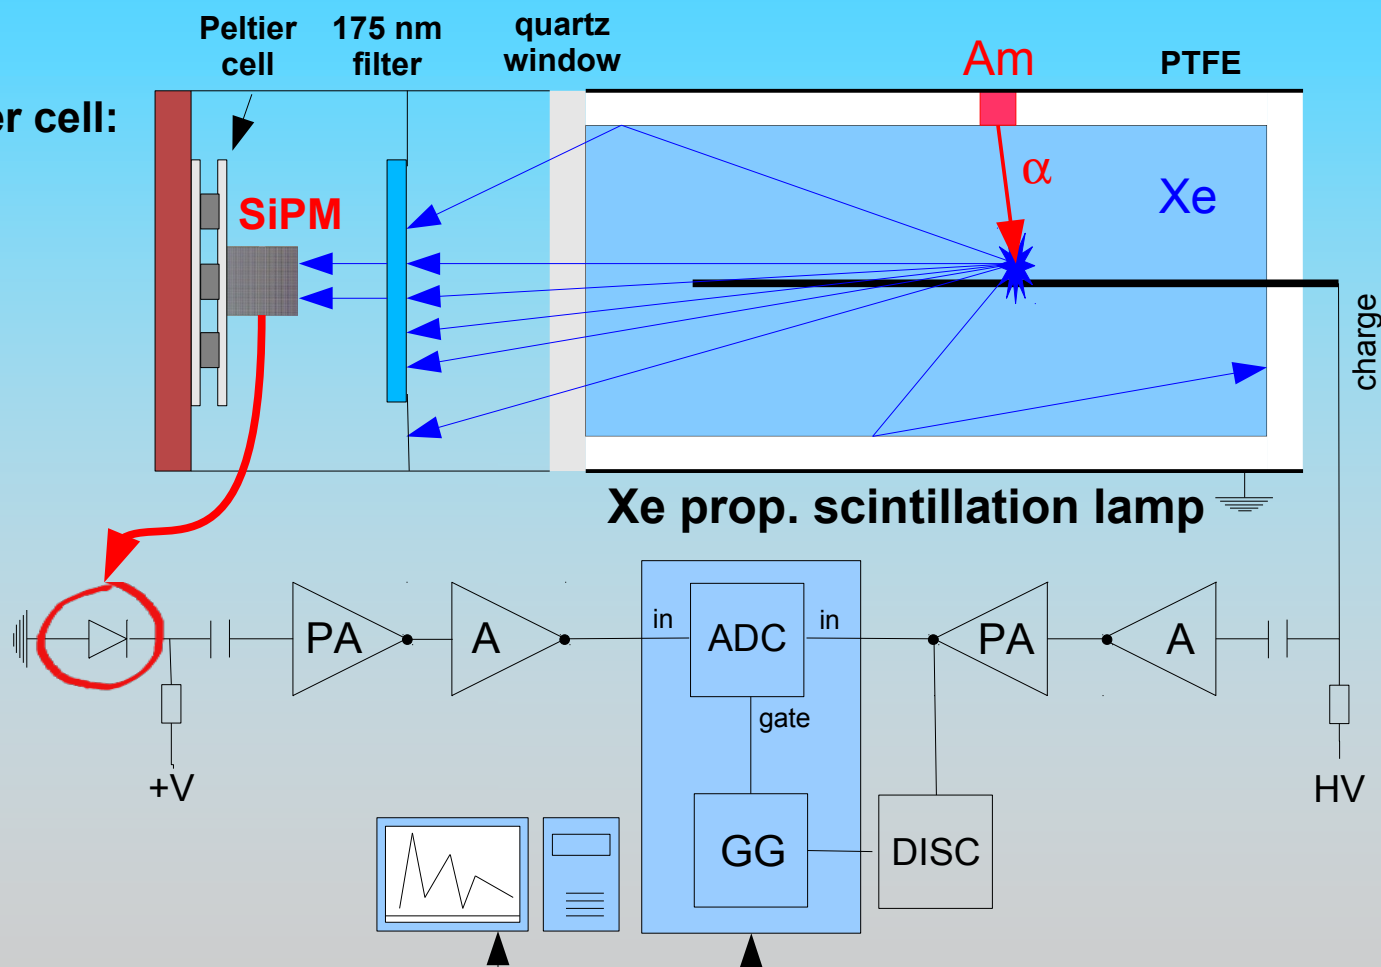 Peltier cell
175 nm filter
quartz window
Am
PTFE
er cell:
α
SiPM
Xe
charge
Xe prop. scintillation lamp
PA
A
in
ADC
in
PA
A
gate
+V
HV
GG
DISC